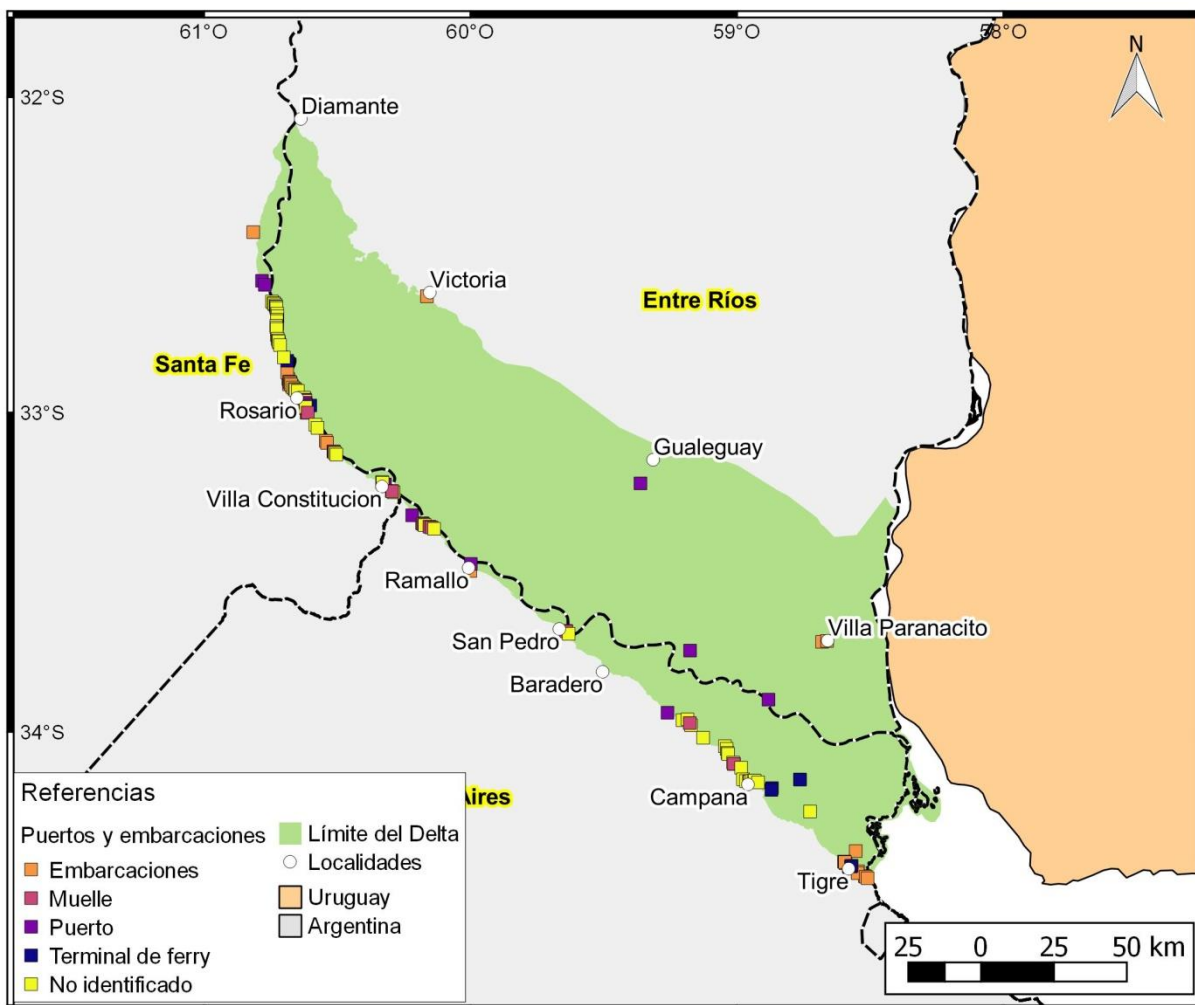 61°O 60°O 59°O 58°O
N
32°S
Diamante
Victoria
Entre Ríos
Santa Fe
33°S
Rosario
Gualeguay
Villa Constitucion
Ramallo
San Pedro
Villa Paranacito
Baradero
34°S
Campana
Aires
Tigre
Referencias
Puertos y embarcaciones
Embarcaciones
Muelle
Puerto
Terminal de ferry
No identificado
Límite del Delta
Localidades
Uruguay
Argentina
25 0 25 50 km